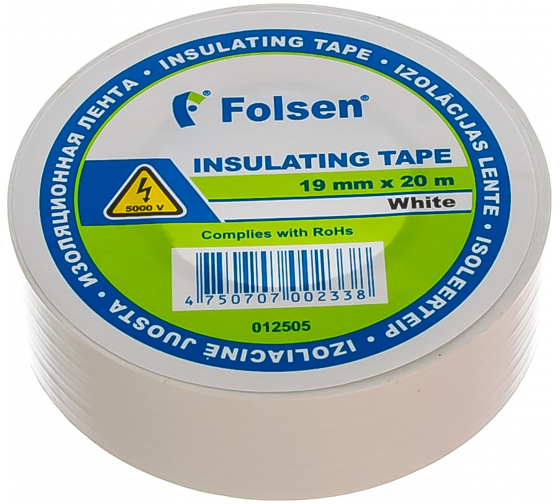 ИЗОЛЯЦИОННАЯ ЛЕНТА • INSULATING TAPE • IZOLĀCIJAS LENTE • ISOLEERTEIP • IZOLIACINĖ JUOSTA •
Folsen®
INSULATING TAPE
19 mm x 20 m
White
5000 V
Complies with RoHs
4 750707 002338
012505